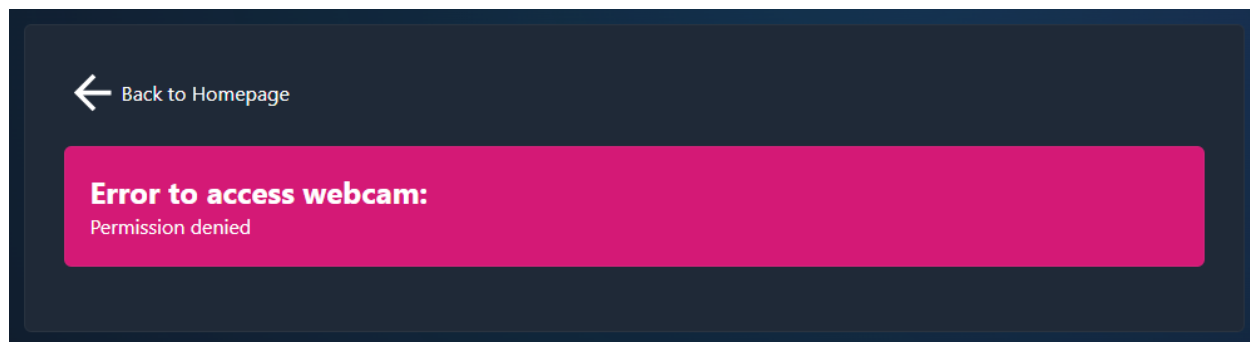 Back to Homepage
Error to access webcam:
Permission denied